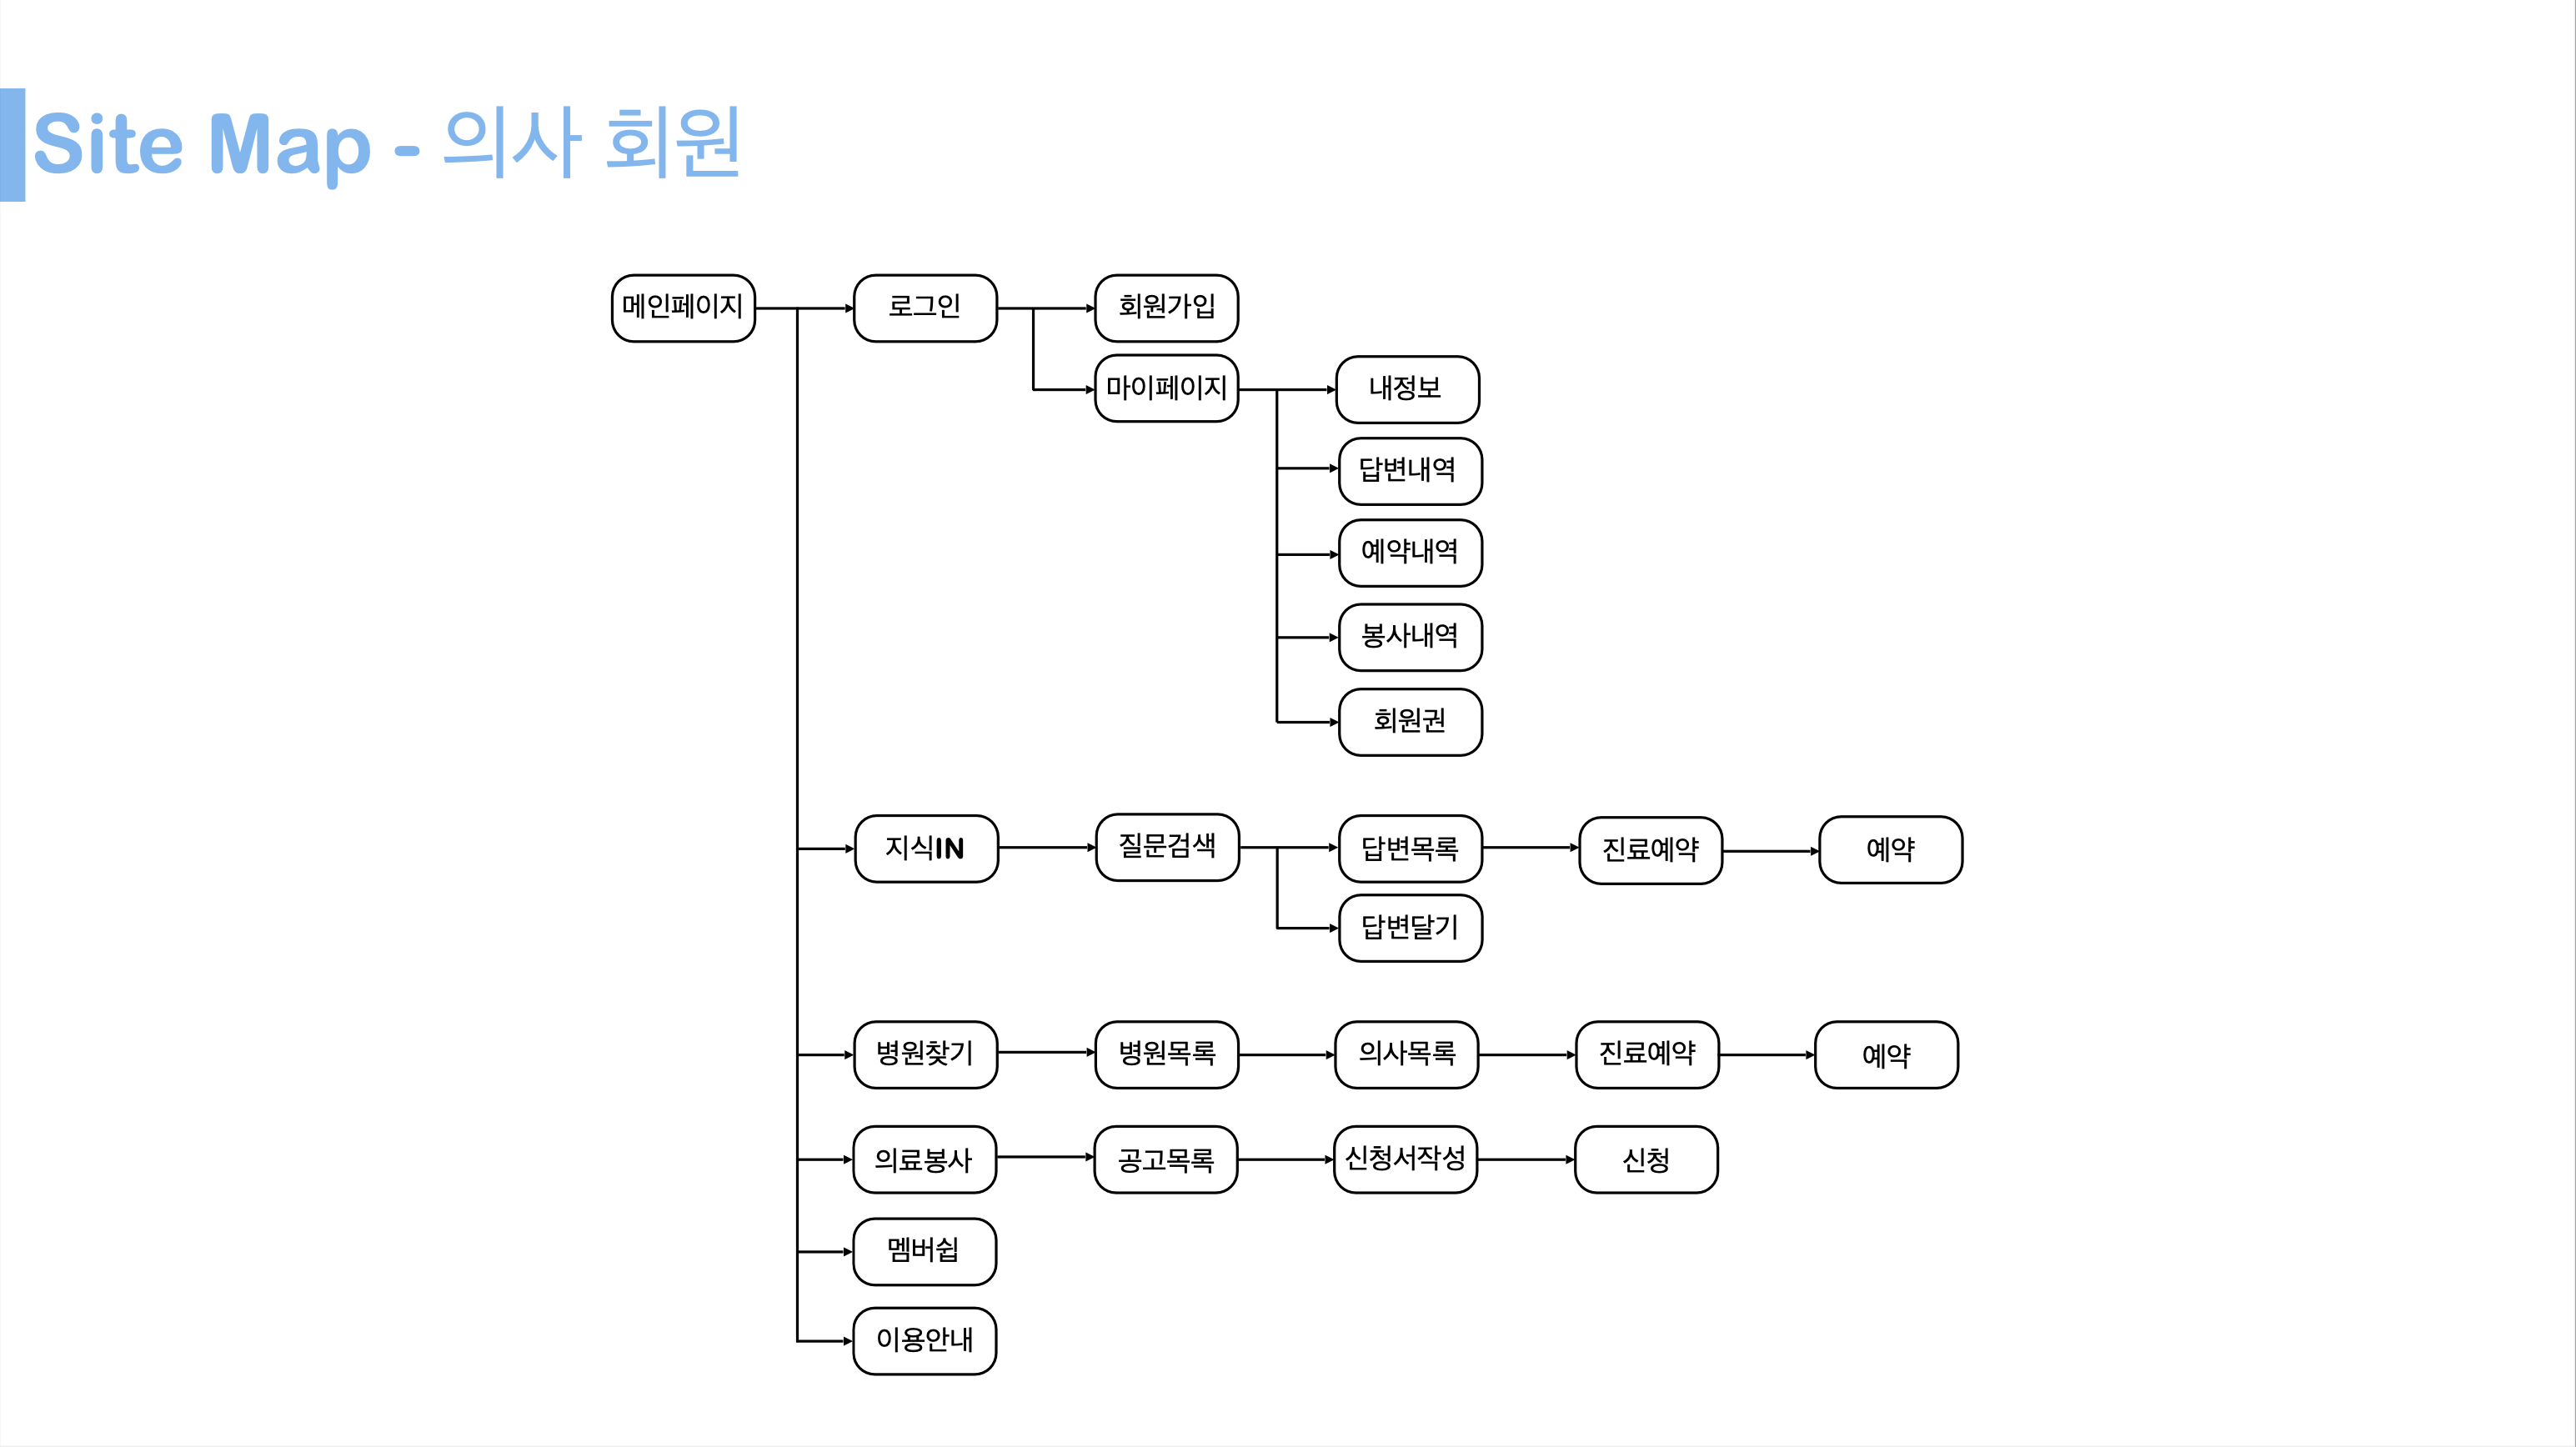 Site Map - 의사 회원
메인페이지
로그인
회원가입
마이페이지
내정보
답변내역
예약내역
봉사내역
회원권
지식IN
질문검색
답변목록
진료예약
예약
답변달기
병원찾기
병원목록
의사목록
진료예약
예약
의료봉사
공고목록
신청서작성
신청
멤버쉽
이용안내